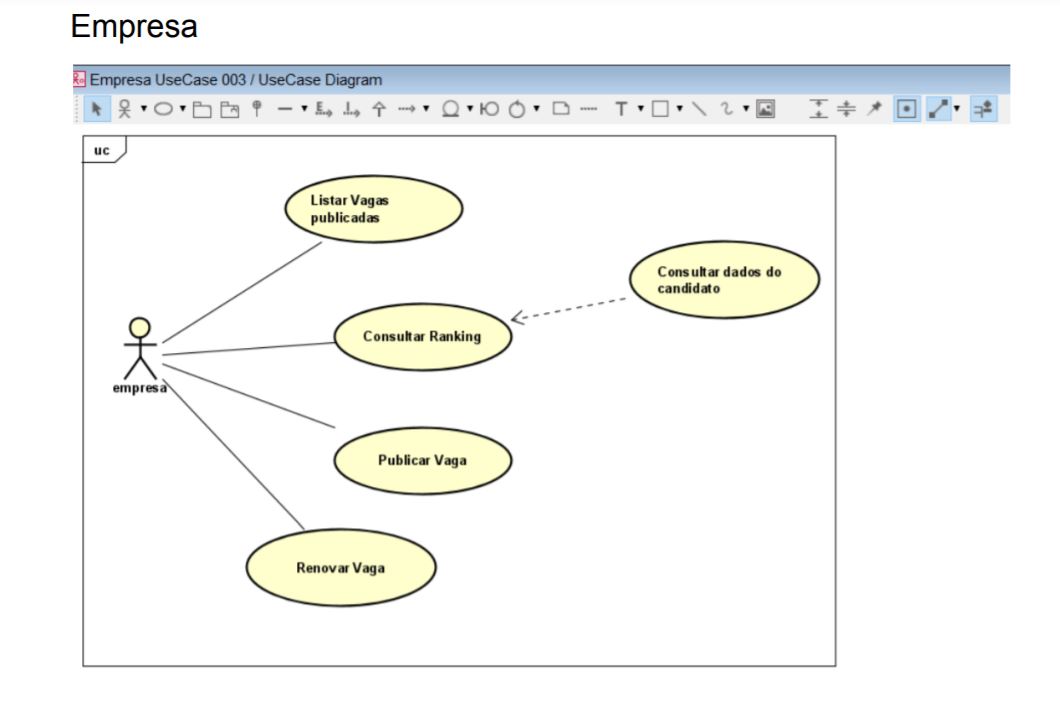 Empresa
Empresa UseCase 003 / UseCase Diagram
uc
Listar Vagas
publicadas
Consultar dados do
candidato
Consultar Ranking
empresa
Publicar Vaga
Renovar Vaga